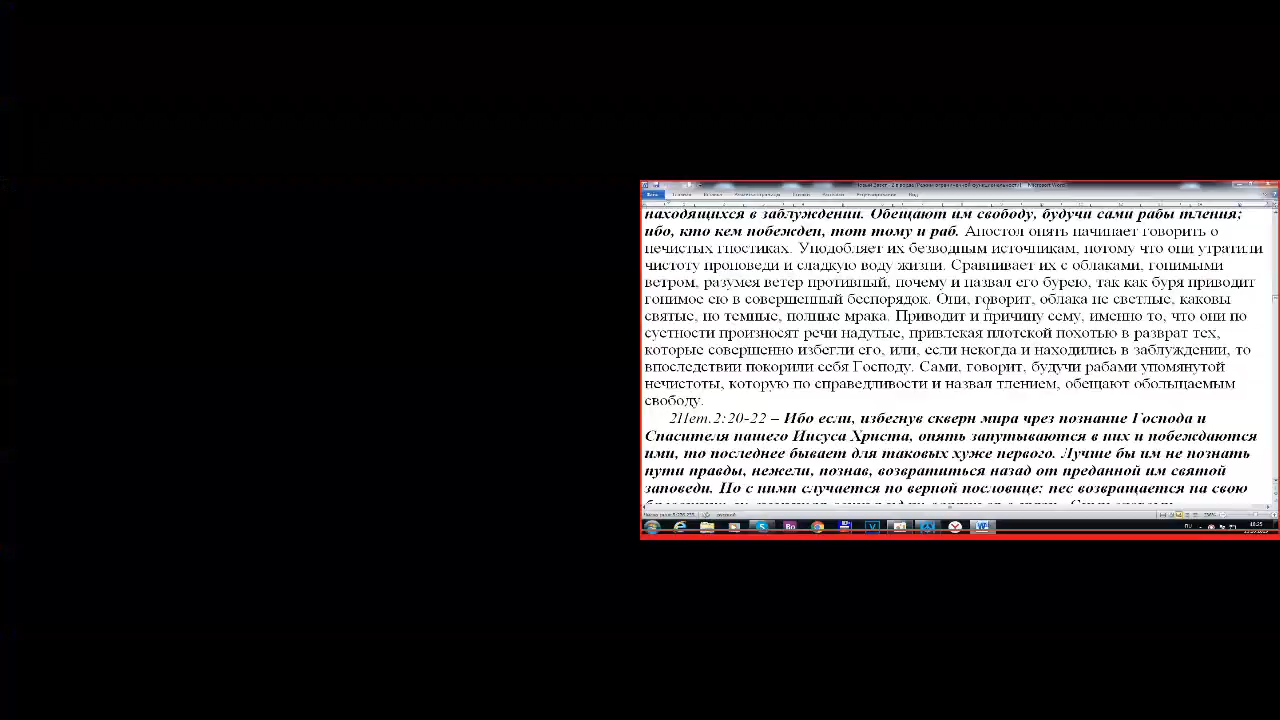 находящихся в заблуждении. Обещают им свободу, будучи сами рабы тления;
ибо, кто кем побежден, тот тому и раб. Апостол опять начинает говорить о
нечистых гностиках. Уподобляет их безводным источникам, потому что они утратили
чистоту проповеди и сладкую воду жизни. Сравнивает их с облаками, гонимыми
ветром, разумея ветер противный, почему и назвал его бурею, так как буря приводит
гонимое ею в совершенный беспорядок. Они, говорит, облака не светлые, каковы
святые, но темные, полные мрака. Приводит и причину сему, именно то, что они по
суетности произносят речи надутые, привлекая плотской похотью в разврат тех,
которые совершенно избегли его, или, если некогда и находились в заблуждении, то
впоследствии покорили себя Господу. Сами, говорит, будучи рабами упомянутой
нечистоты, которую по справедливости и назвал тлением, обещают обольщаемым
свободу.
2Пет.2:20-22 – Ибо если, избегнув скверн мира чрез познание Господа и
Спасителя нашего Иисуса Христа, опять запутываются в них и побеждаются
ими, то последнее бывает для таковых хуже первого. Лучше бы им не познать
пути правды, нежели, познав, возвратиться назад от преданной им святой
заповеди. Но с ними случается по верной пословице: пес возвращается на свою
RU